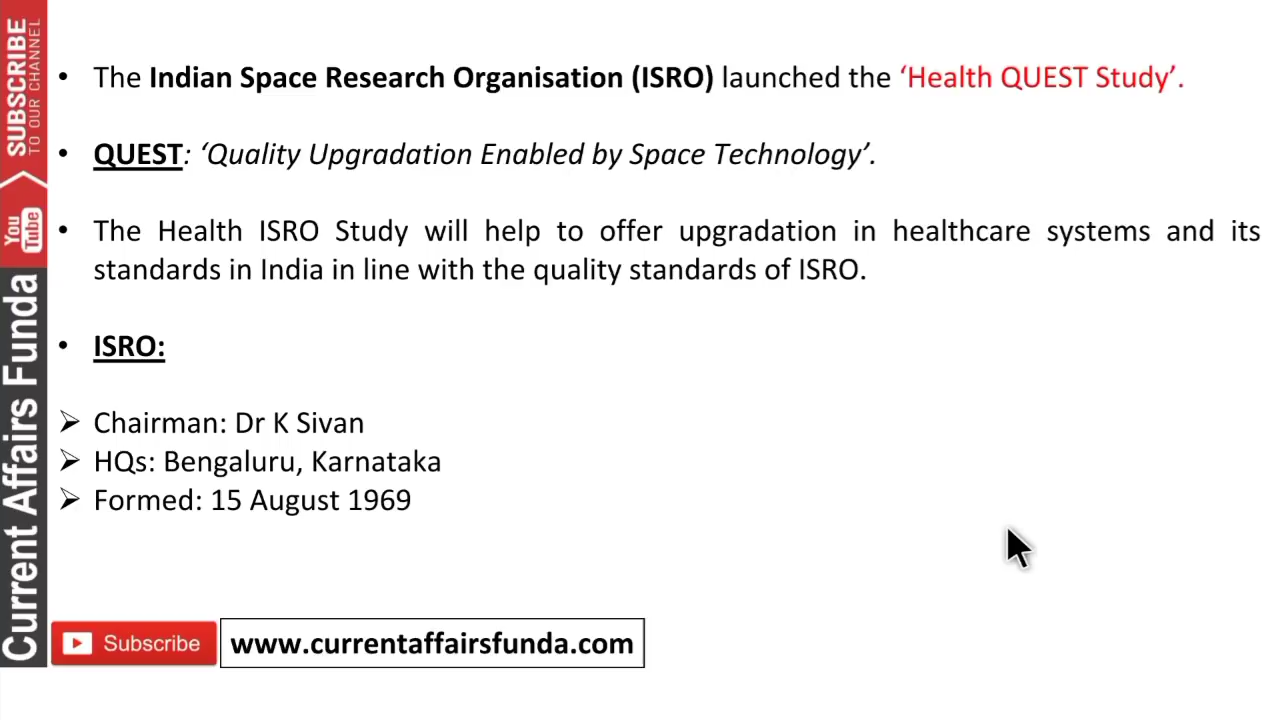 • The Indian Space Research Organisation (ISRO) launched the ‘Health QUEST Study’.
• QUEST: ‘Quality Upgradation Enabled by Space Technology’.
• The Health ISRO Study will help to offer upgradation in healthcare systems and its
standards in India in line with the quality standards of ISRO.
• ISRO:
➢ Chairman: Dr K Sivan
➢ HQs: Bengaluru, Karnataka
➢ Formed: 15 August 1969
SUBSCRIBE
TO OUR CHANNEL
You
Tube
Current Affairs Funda
Subscribe
www.currentaffairsfunda.com